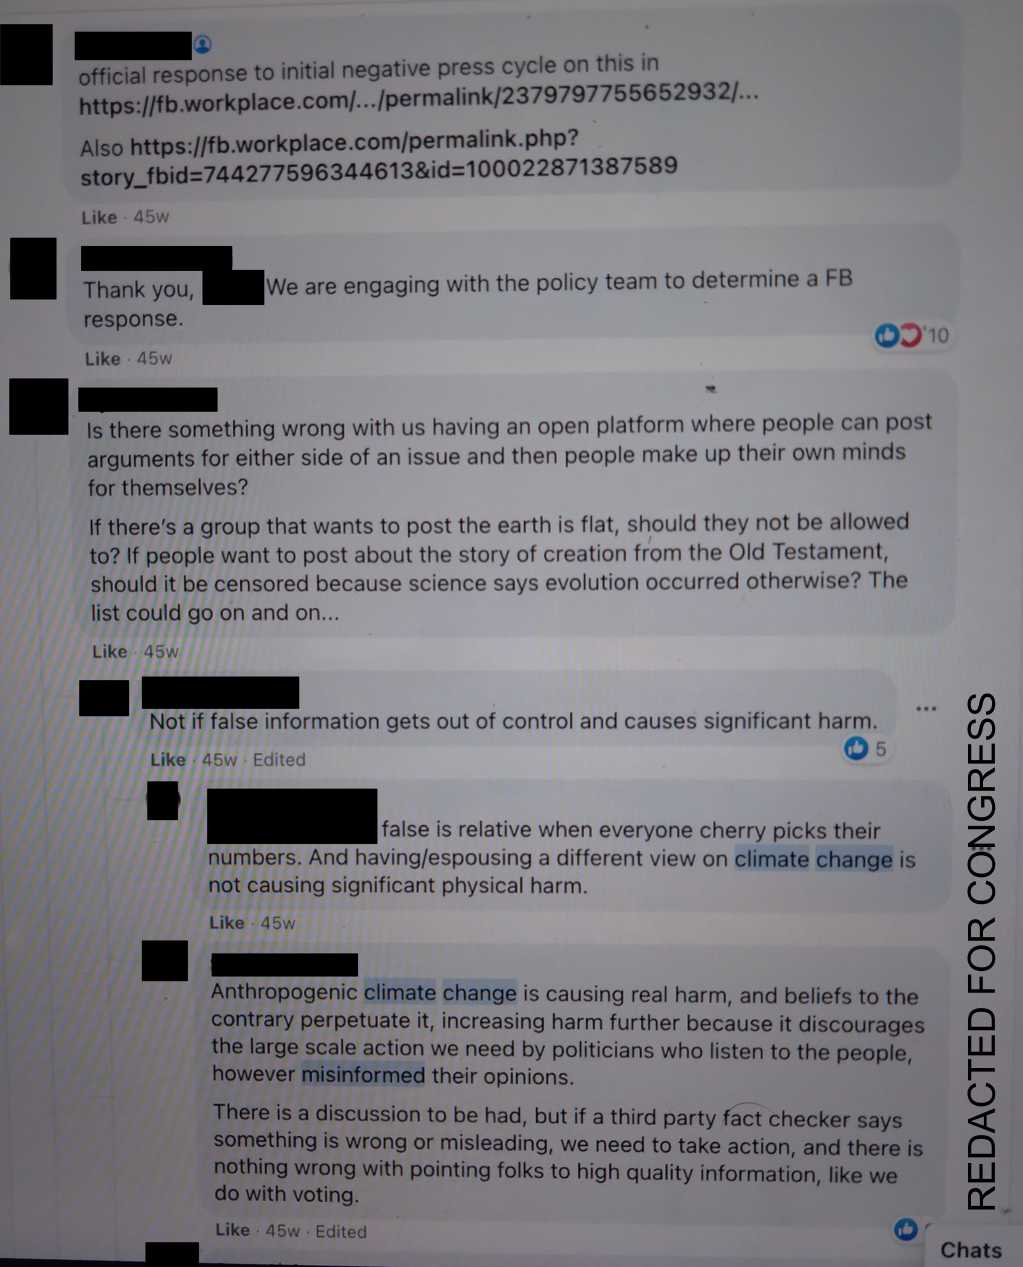 official response to initial negative press cycle on this in
https://fb.workplace.com/.../permalink/2379797755652932/...
Also https://fb.workplace.com/permalink.php?
story_fbid=744277596344613&id=100022871387589
Like · 45w
Thank you, We are engaging with the policy team to determine a FB
response.
10
Like · 45w
Is there something wrong with us having an open platform where people can post
arguments for either side of an issue and then people make up their own minds
for themselves?
If there's a group that wants to post the earth is flat, should they not be allowed
to? If people want to post about the story of creation from the Old Testament,
should it be censored because science says evolution occurred otherwise? The
list could go on and on...
Like · 45w
Not if false information gets out of control and causes significant harm.
5
Like · 45w · Edited
false is relative when everyone cherry picks their
numbers. And having/espousing a different view on climate change is
not causing significant physical harm.
Like · 45w
Anthropogenic climate change is causing real harm, and beliefs to the
contrary perpetuate it, increasing harm further because it discourages
the large scale action we need by politicians who listen to the people,
however misinformed their opinions.
There is a discussion to be had, but if a third party fact checker says
something is wrong or misleading, we need to take action, and there is
nothing wrong with pointing folks to high quality information, like we
do with voting.
Like · 45w · Edited
Chats
REDACTED FOR CONGRESS